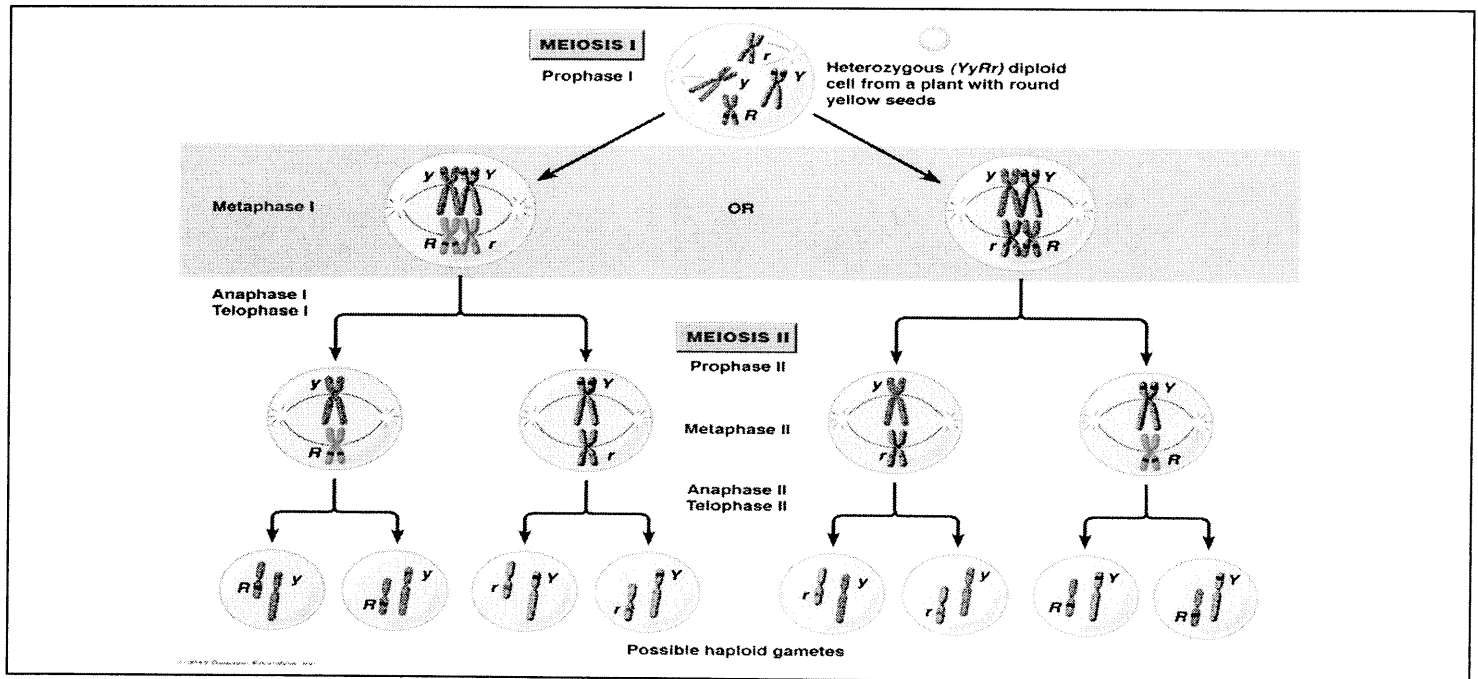 MEIOSIS I
Prophase I
r
y
Y
R
Heterozygous (YyRr) diploid
cell from a plant with round
yellow seeds
Metaphase I
y
Y
R
r
OR
y
Y
r
R
Anaphase I
Telophase I
MEIOSIS II
Prophase II
Metaphase II
y
R
Y
r
y
r
Y
R
Anaphase II
Telophase II
R
y
R
y
r
Y
r
Y
r
y
r
y
R
Y
R
Y
Possible haploid gametes